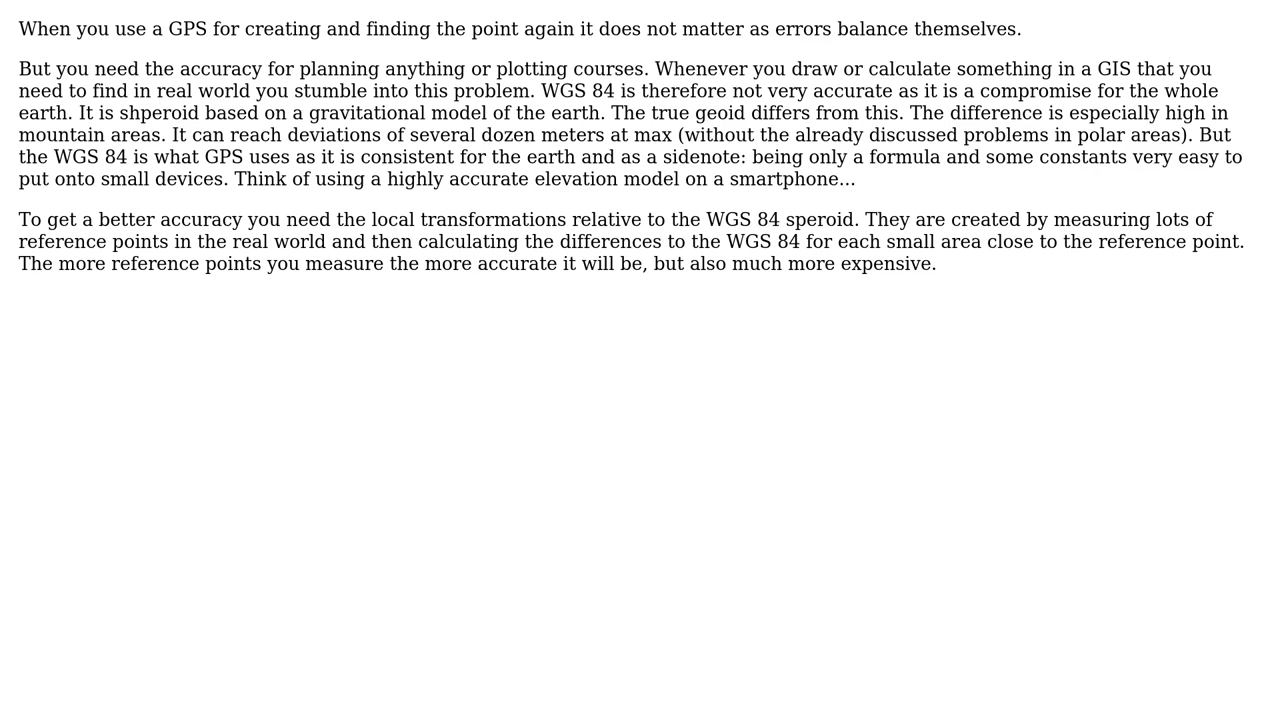 When you use a GPS for creating and finding the point again it does not matter as errors balance themselves.
But you need the accuracy for planning anything or plotting courses. Whenever you draw or calculate something in a GIS that you
need to find in real world you stumble into this problem. WGS 84 is therefore not very accurate as it is a compromise for the whole
earth. It is shperoid based on a gravitational model of the earth. The true geoid differs from this. The difference is especially high in
mountain areas. It can reach deviations of several dozen meters at max (without the already discussed problems in polar areas). But
the WGS 84 is what GPS uses as it is consistent for the earth and as a sidenote: being only a formula and some constants very easy to
put onto small devices. Think of using a highly accurate elevation model on a smartphone...
To get a better accuracy you need the local transformations relative to the WGS 84 speroid. They are created by measuring lots of
reference points in the real world and then calculating the differences to the WGS 84 for each small area close to the reference point.
The more reference points you measure the more accurate it will be, but also much more expensive.